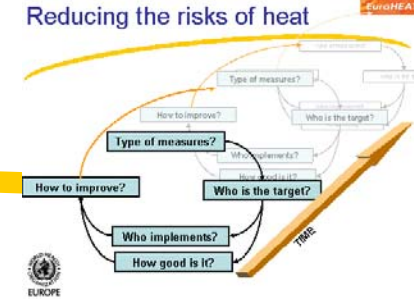 Reducing the risks of heat
EuroHEAT
Type of measures?
How to improve?
Who is the target?
Who implements?
How good is it?
Type of measures?
How to improve?
Who is the target?
Who implements?
How good is it?
TIME
EUROPE